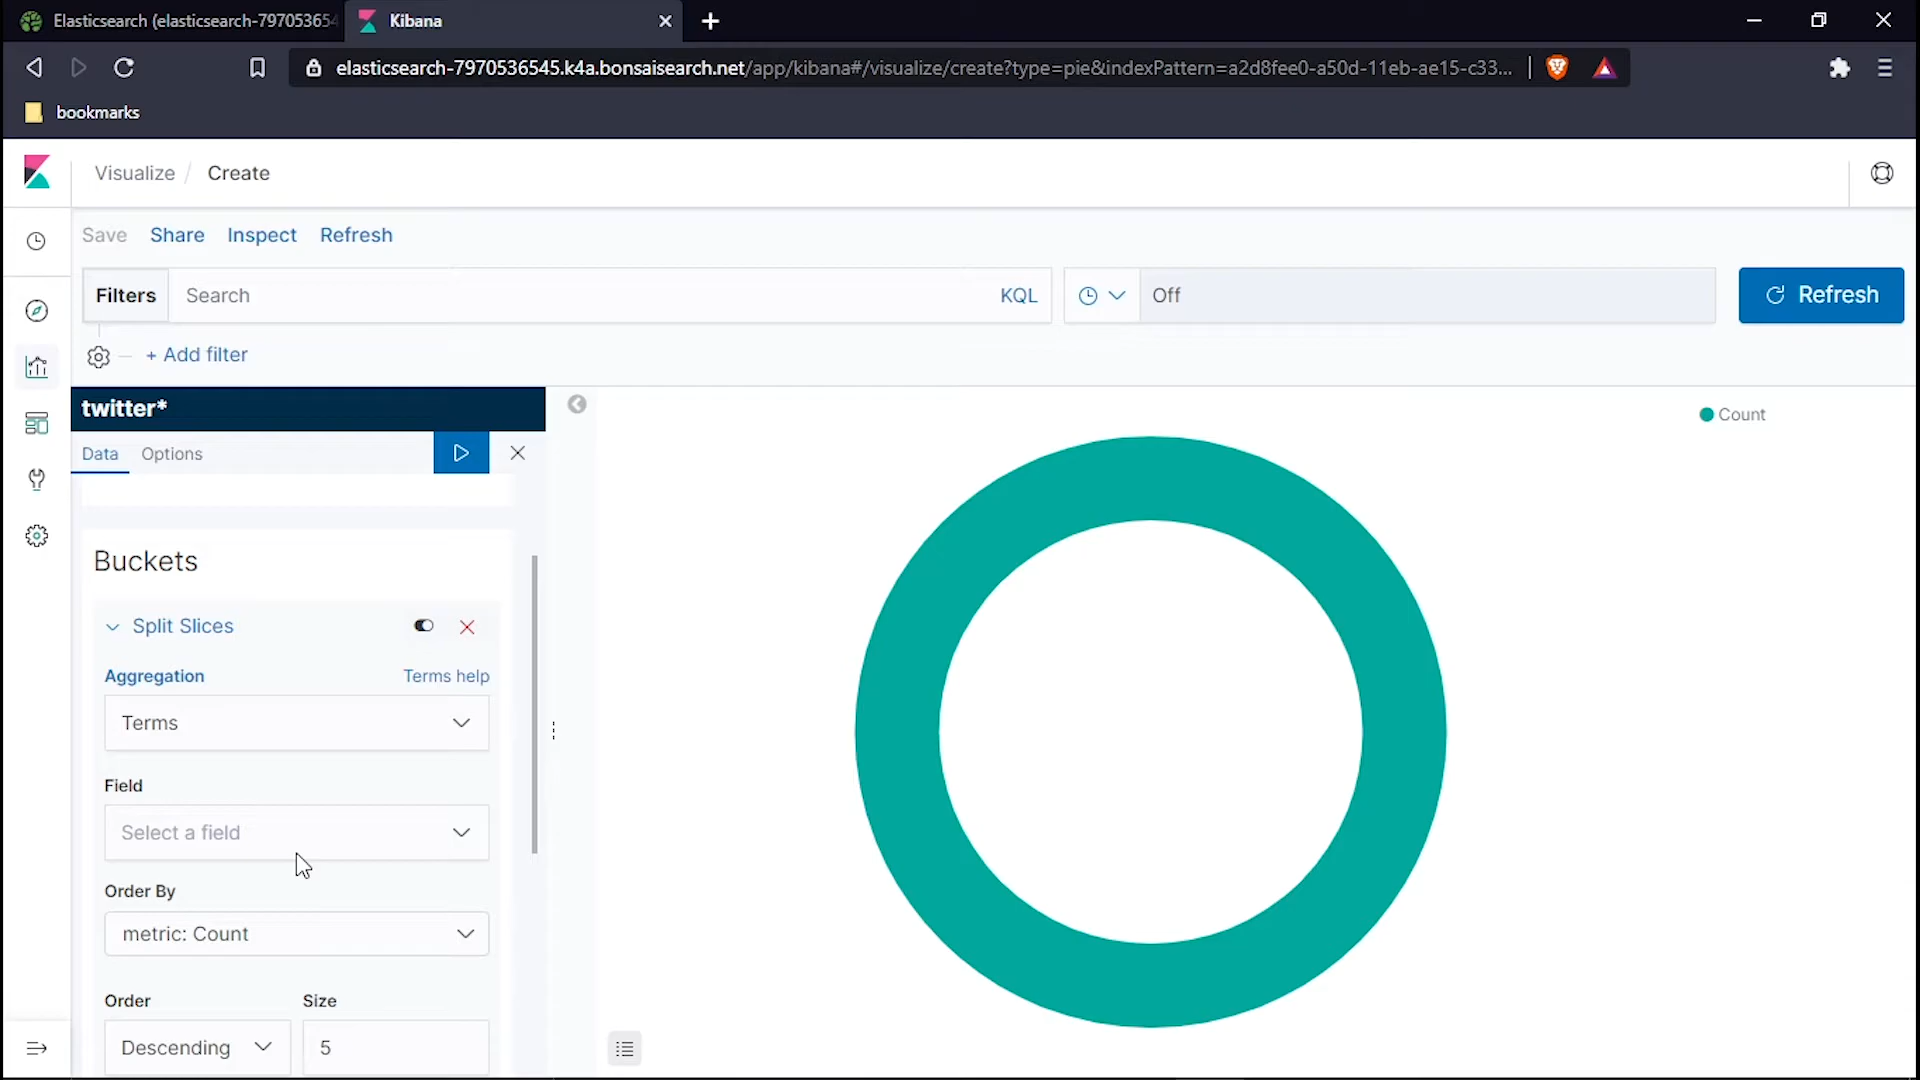 Elasticsearch (elasticsearch-797053654
Kibana
elasticsearch-7970536545.k4a.bonsaisearch.net/app/kibana#/visualize/create?type=pie&indexPattern=a2d8fee0-a50d-11eb-ae15-c33...
bookmarks
Visualize / Create
Save Share Inspect Refresh
Filters Search KQL Off Refresh
+ Add filter
twitter*
Count
Data Options
Buckets
Split Slices
Aggregation Terms help
Terms
Field
Select a field
Order By
metric: Count
Order Size
Descending 5